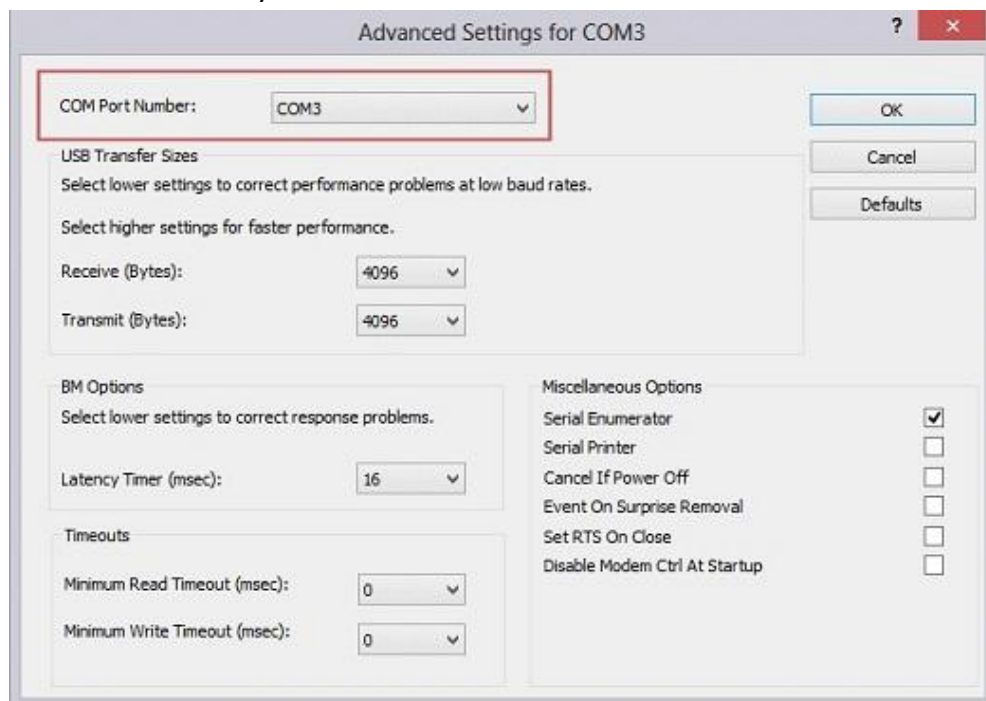 Advanced Settings for COM3
?
×
COM Port Number:
COM3
OK
Cancel
Defaults
USB Transfer Sizes
Select lower settings to correct performance problems at low baud rates.
Select higher settings for faster performance.
Receive (Bytes):
4096
Transmit (Bytes):
4096
BM Options
Select lower settings to correct response problems.
Latency Timer (msec):
16
Timeouts
Minimum Read Timeout (msec):
0
Minimum Write Timeout (msec):
0
Miscellaneous Options
Serial Enumerator
Serial Printer
Cancel If Power Off
Event On Surprise Removal
Set RTS On Close
Disable Modem Ctrl At Startup